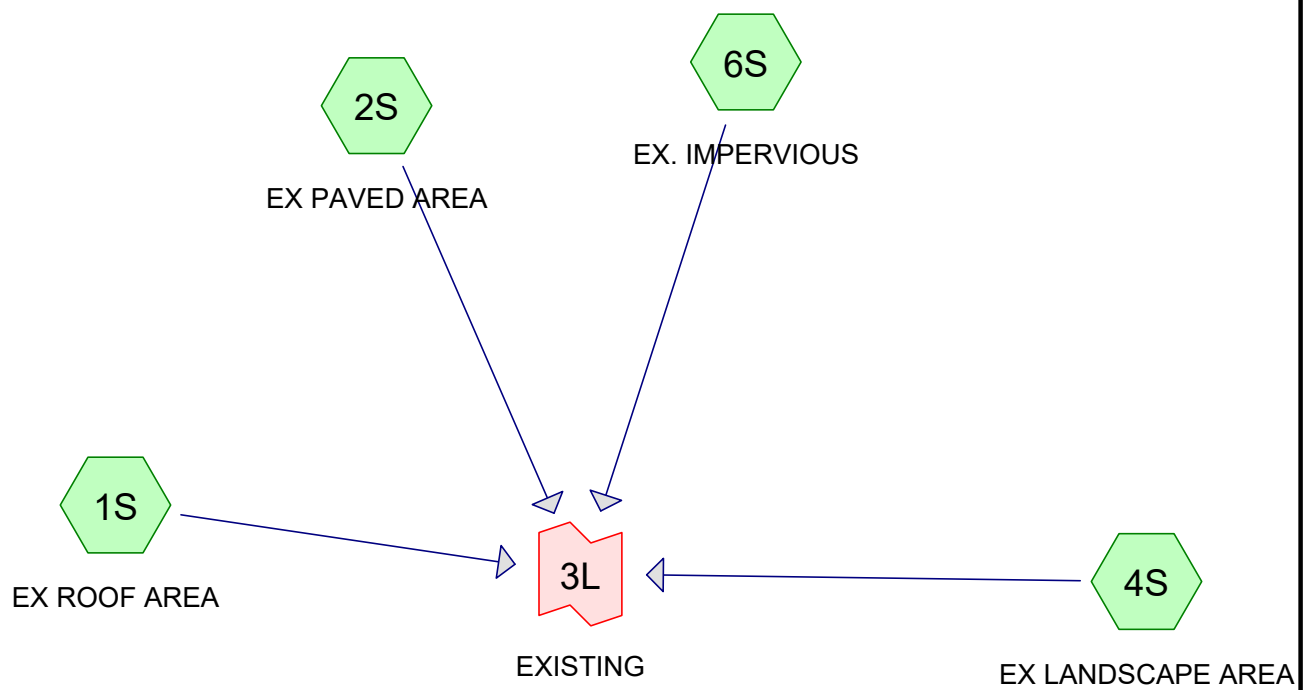 6S
EX. IMPERVIOUS
2S
EX PAVED AREA
1S
EX ROOF AREA
3L
EXISTING
4S
EX LANDSCAPE AREA